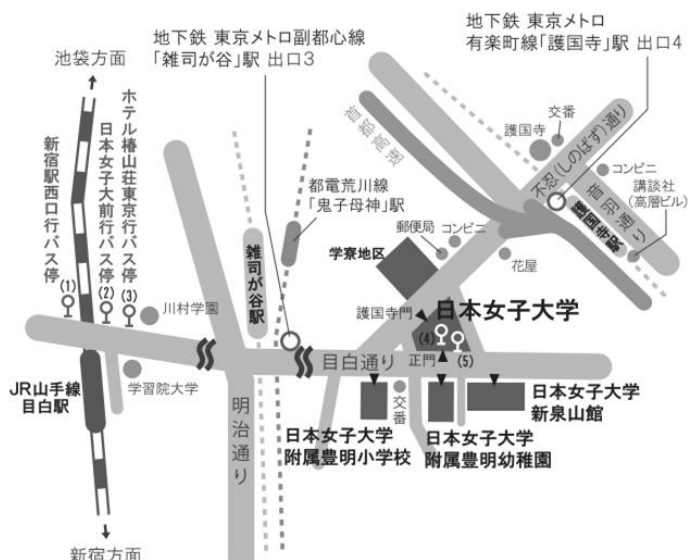 地下鉄 東京メトロ副都心線
「雑司が谷」駅 出口3
地下鉄 東京メトロ
有楽町線「護国寺」駅 出口4
池袋方面
新宿駅西口行バス停
(1)
日本女子大前行バス停
(2)
ホテル椿山荘東京行バス停
(3)
首都高速
護国寺
交番
不忍(しのばず)通り
コンビニ
音羽通り
講談社
(高層ビル)
護国寺駅
都電荒川線
「鬼子母神」駅
郵便局
コンビニ
学寮地区
花屋
雑司が谷駅
川村学園
護国寺門
日本女子大学
(4)
(5)
目白通り
正門
学習院大学
JR山手線
目白駅
明治通り
交番
日本女子大学
附属豊明小学校
日本女子大学
附属豊明幼稚園
日本女子大学
新泉山館
新宿方面